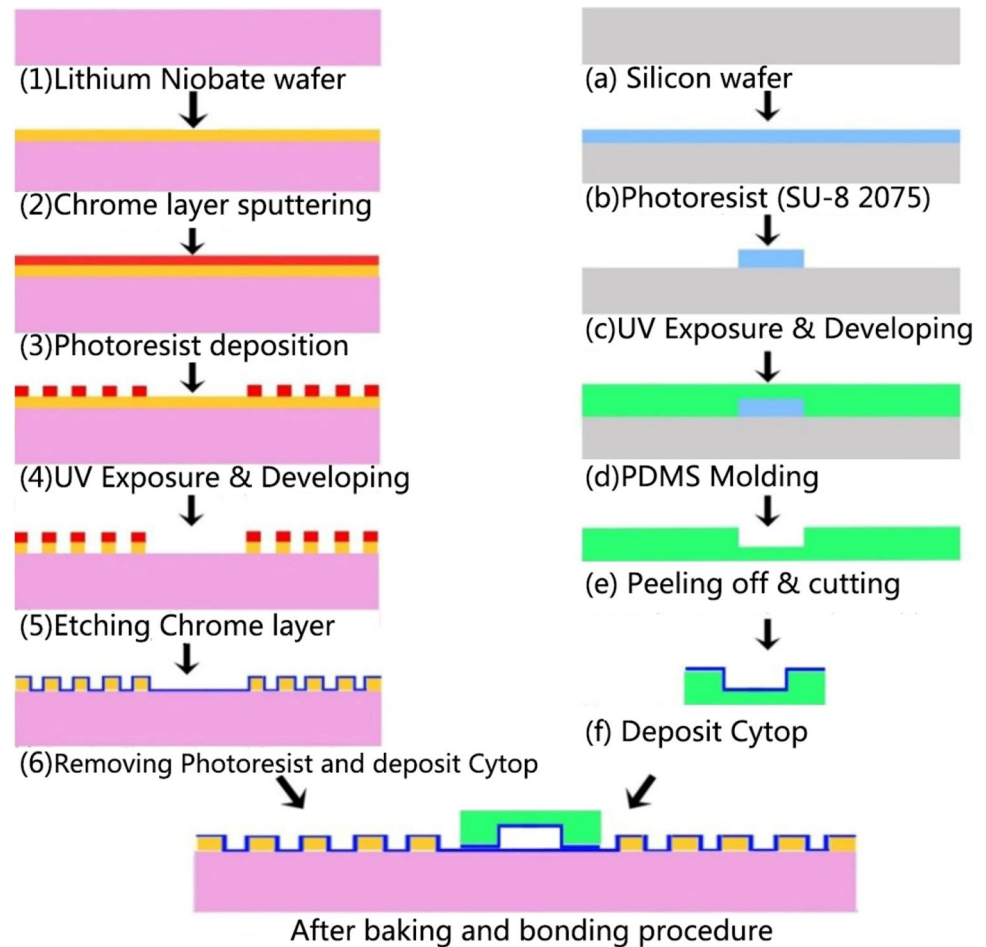 (1)Lithium Niobate wafer
(2)Chrome layer sputtering
(3)Photoresist deposition
(4)UV Exposure & Developing
(5)Etching Chrome layer
(6)Removing Photoresist and deposit Cytop
(a) Silicon wafer
(b)Photoresist (SU-8 2075)
(c)UV Exposure & Developing
(d)PDMS Molding
(e) Peeling off & cutting
(f) Deposit Cytop
After baking and bonding procedure